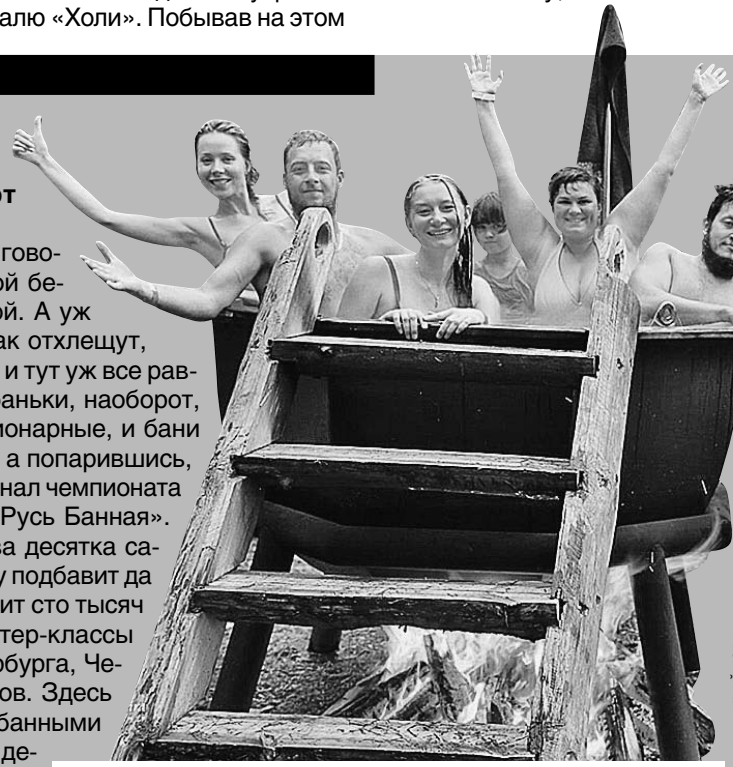 алю «Холи». Побывав на этом
от
гово-
ой бе-
ой. А уж
ак отхлещут,
и тут уж все рав-
аньки, наоборот,
ионарные, и бани
а попарившись,
нал чемпионата
Русь Банная».
ва десятка са-
у подбавит да
ит сто тысяч
тер-классы
рбурга, Че-
ов. Здесь
банными
де-